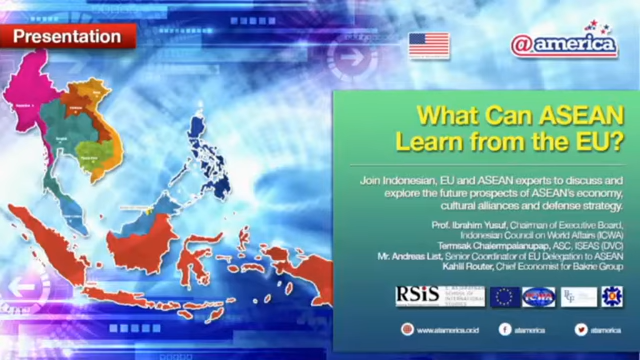 Presentation
@america
What Can ASEAN
Learn from the EU?
Join Indonesian, EU and ASEAN experts to discuss and
explore the future prospects of ASEAN's economy,
cultural alliances and defense strategy.
Prof. Ibrahim Yusuf, Chairman of Executive Board,
Indonesian Council on World Affairs (ICWA)
Termsak Chalermpalanupap, ASC, ISEAS (DVC)
Mr. Andreas List, Senior Coordinator of EU Delegation to ASEAN
Kahlil Rowter, Chief Economist for Bakrie Group
RSIS
www.atamerica.or.id
atamerica
atamerica